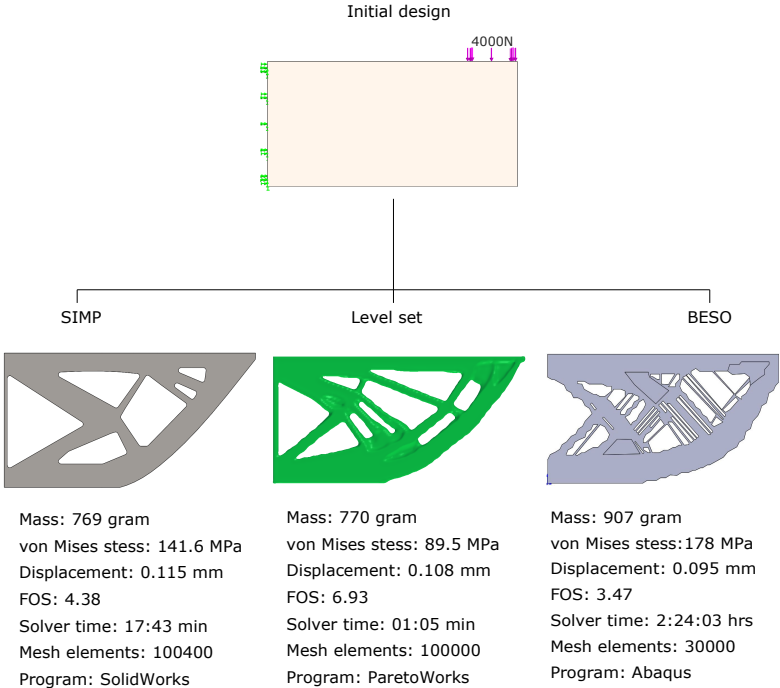 Initial design
4000N
SIMP
Level set
BESO
Mass: 769 gram
von Mises stess: 141.6 MPa
Displacement: 0.115 mm
FOS: 4.38
Solver time: 17:43 min
Mesh elements: 100400
Program: SolidWorks
Mass: 770 gram
von Mises stess: 89.5 MPa
Displacement: 0.108 mm
FOS: 6.93
Solver time: 01:05 min
Mesh elements: 100000
Program: ParetoWorks
Mass: 907 gram
von Mises stess:178 MPa
Displacement: 0.095 mm
FOS: 3.47
Solver time: 2:24:03 hrs
Mesh elements: 30000
Program: Abaqus